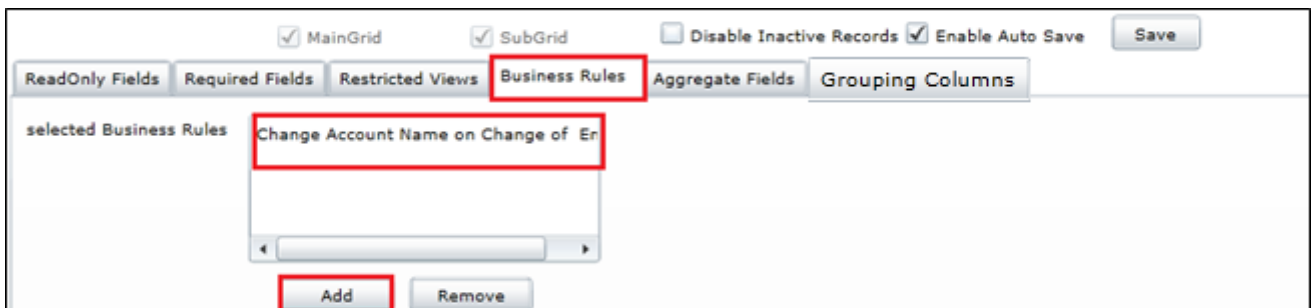 MainGrid SubGrid Disable Inactive Records Enable Auto Save Save
ReadOnly Fields Required Fields Restricted Views Business Rules Aggregate Fields Grouping Columns
selected Business Rules Change Account Name on Change of En
Add Remove